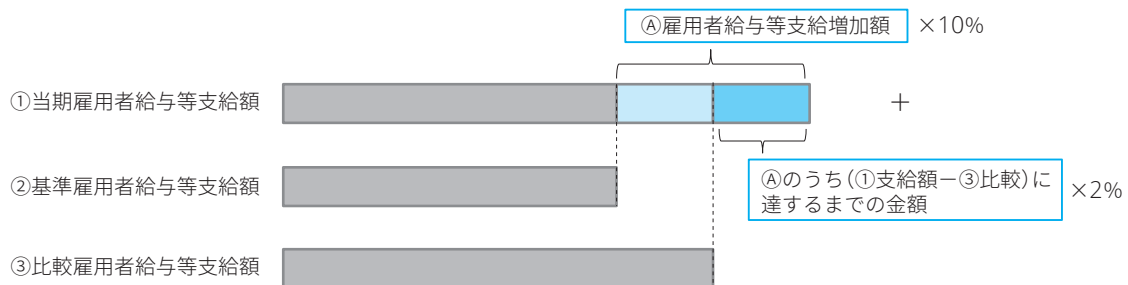 Ⓐ雇用者給与等支給増加額 ×10%
①当期雇用者給与等支給額 +
②基準雇用者給与等支給額
Ⓐのうち(①支給額−③比較)に
達するまでの金額
×2%
③比較雇用者給与等支給額